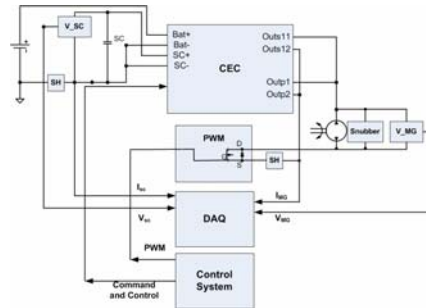 V_SC
SC
Bat+
Bat-
SC+
SC-
CEC
Outs11
Outs12
Outp1
Outp2
SH
PWM
D
G
S
SH
Snubber
V_MG
I_sc
I_MG
DAQ
V_sc
V_MG
PWM
Control
System
Command
and Control